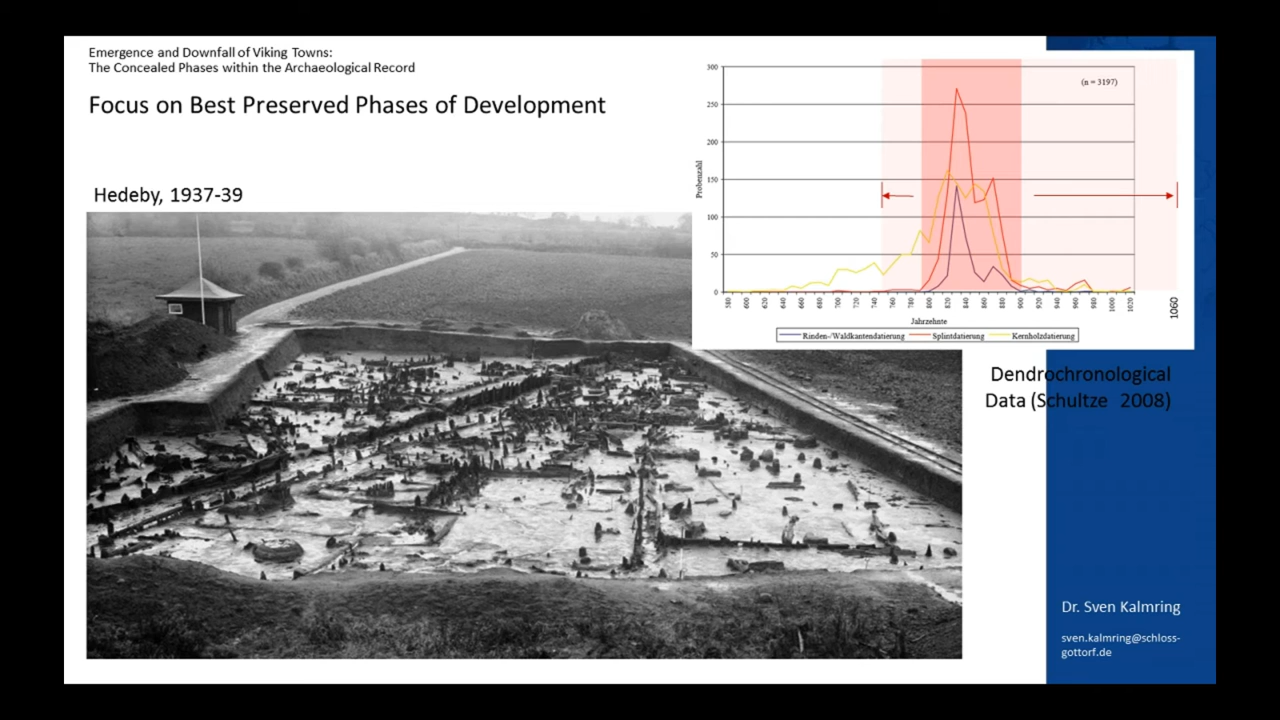 Emergence and Downfall of Viking Towns:
The Concealed Phases within the Archaeological Record
Focus on Best Preserved Phases of Development
Hedeby, 1937-39
300
250
200
150
100
50
0
Probenzahl
(n = 3197)
580 600 620 640 660 680 700 720 740 760 780 800 820 840 860 880 900 920 940 960 980 1000 1020
1060
Jahrzehnte
Rinden-/Waldkantendatierung Splintdatierung Kernholzdatierung
Dendrochronological
Data (Schultze 2008)
Dr. Sven Kalmring
sven.kalmring@schloss-
gottorf.de